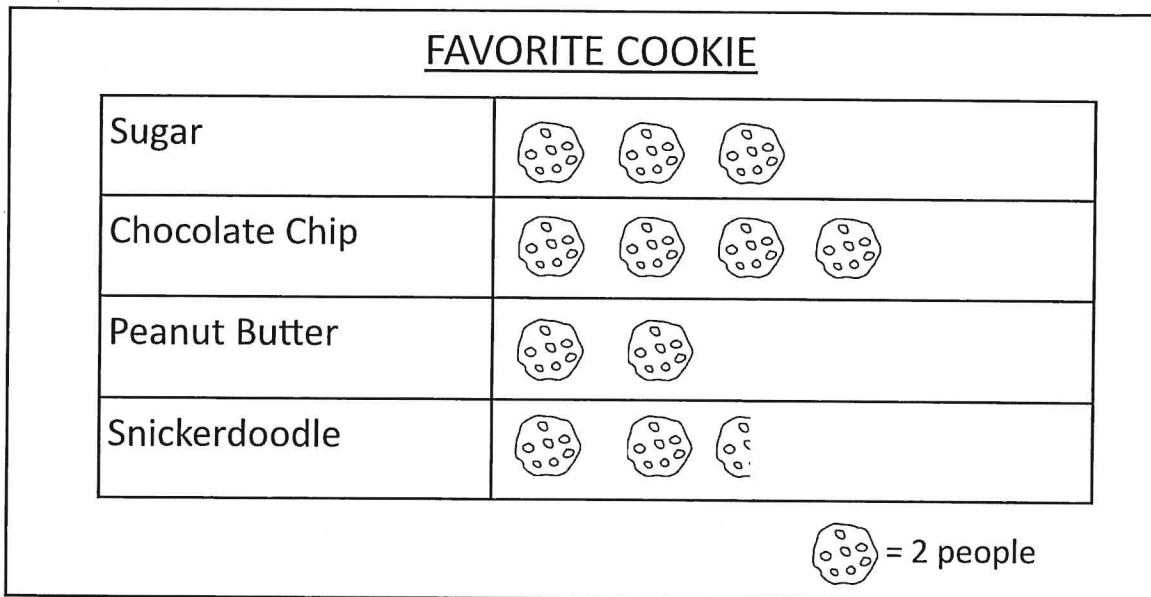 FAVORITE COOKIE
Sugar
Chocolate Chip
Peanut Butter
Snickerdoodle
= 2 people